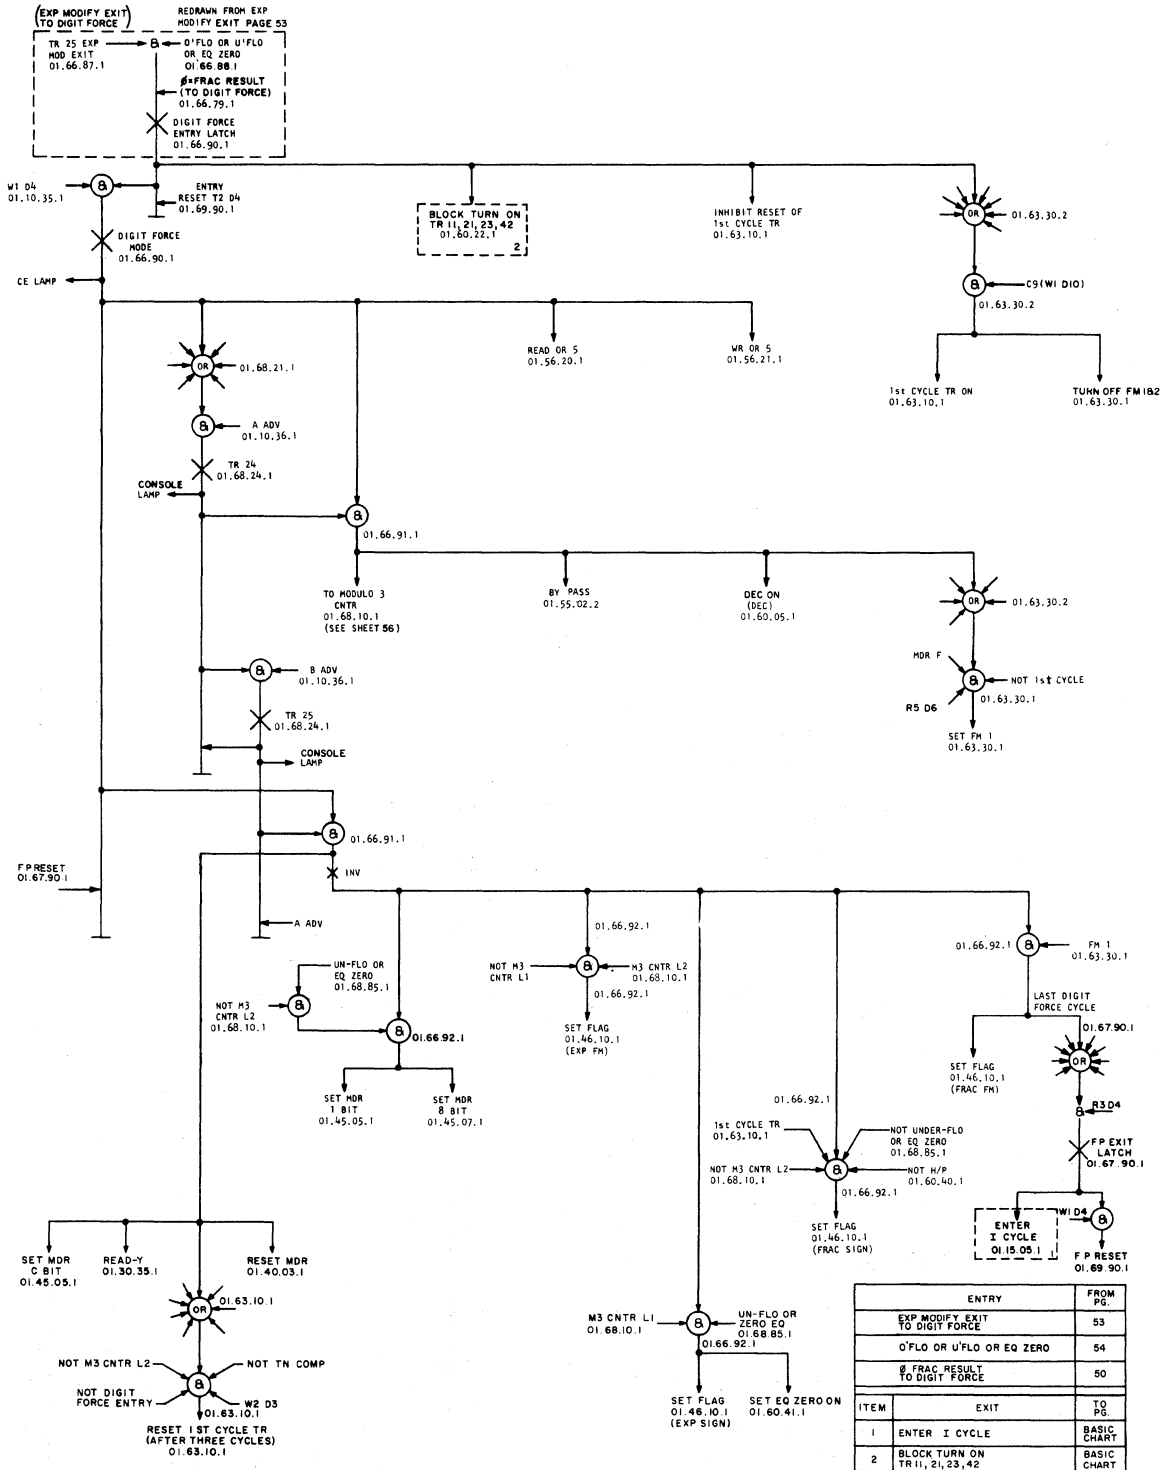 (EXP MODIFY EXIT
TO DIGIT FORCE)
REDRAWN FROM EXP
MODIFY EXIT PAGE 53
TR 25 EXP
MOD EXIT
01.66.87.1
&
O'FLO OR U'FLO
OR EQ ZERO
01.66.88.1
Ø=FRAC RESULT
(TO DIGIT FORCE)
01.66.79.1
DIGIT FORCE
ENTRY LATCH
01.66.90.1
W1 D4
01.10.35.1
&
ENTRY
RESET T2 D4
01.69.90.1
BLOCK TURN ON
TR 11, 21, 23, 42
01.60.22.1
2
INHIBIT RESET OF
1st CYCLE TR
01.63.10.1
OR
01.63.30.2
DIGIT FORCE
MODE
01.66.90.1
CE LAMP
&
C9(W1 D10)
01.63.30.2
READ OR 5
01.56.20.1
WR OR 5
01.56.21.1
OR
01.68.21.1
1st CYCLE TR ON
01.63.10.1
TURN OFF FM 1&2
01.63.30.1
&
A ADV
01.10.36.1
TR 24
01.68.24.1
CONSOLE
LAMP
&
01.66.91.1
TO MODULO 3
CNTR
01.68.10.1
(SEE SHEET 56)
BY PASS
01.55.02.2
DEC ON
(DEC)
01.60.05.1
OR
01.63.30.2
&
B ADV
01.10.36.1
MDR F
&
NOT 1st CYCLE
R5 D6
01.63.30.1
SET FM 1
01.63.30.1
TR 25
01.68.24.1
CONSOLE
LAMP
&
01.66.91.1
INV
F P RESET
01.67.90.1
A ADV
01.66.92.1
01.66.92.1
&
FM 1
01.63.30.1
UN-FLO OR
EQ ZERO
01.68.85.1
NOT M3
CNTR L1
&
M3 CNTR L2
01.68.10.1
01.66.92.1
NOT M3
CNTR L2
01.68.10.1
&
&
01.66.92.1
SET FLAG
01.46.10.1
(EXP FM)
LAST DIGIT
FORCE CYCLE
01.67.90.1
OR
SET FLAG
01.46.10.1
(FRAC FM)
SET MDR
1 BIT
01.45.05.1
SET MDR
8 BIT
01.45.07.1
01.66.92.1
&
R3 D4
1st CYCLE TR
01.63.10.1
NOT UNDER-FLO
OR EQ ZERO
01.68.85.1
FP EXIT
LATCH
01.67.90.1
NOT M3 CNTR L2
01.68.10.1
&
NOT H/P
01.60.40.1
01.66.92.1
SET FLAG
01.46.10.1
(FRAC SIGN)
ENTER
I CYCLE
01.15.05.1
1
W1 D4
&
F P RESET
01.69.90.1
SET MDR
C BIT
01.45.05.1
READ-Y
01.30.35.1
RESET MDR
01.40.03.1
OR
01.63.10.1
M3 CNTR L1
01.68.10.1
&
UN-FLO OR
ZERO EQ
01.68.85.1
01.66.92.1
NOT M3 CNTR L2
NOT TN COMP
&
NOT DIGIT
FORCE ENTRY
W2 D3
01.63.10.1
RESET 1 ST CYCLE TR
(AFTER THREE CYCLES)
01.63.10.1
SET FLAG
01.46.10.1
(EXP SIGN)
SET EQ ZERO ON
01.60.41.1
ENTRY FROM PG.
EXP MODIFY EXIT TO DIGIT FORCE 53
O'FLO OR U'FLO OR EQ ZERO 54
Ø FRAC RESULT TO DIGIT FORCE 50
ITEM EXIT TO PG.
1 ENTER I CYCLE BASIC CHART
2 BLOCK TURN ON TR 11, 21, 23, 42 BASIC CHART